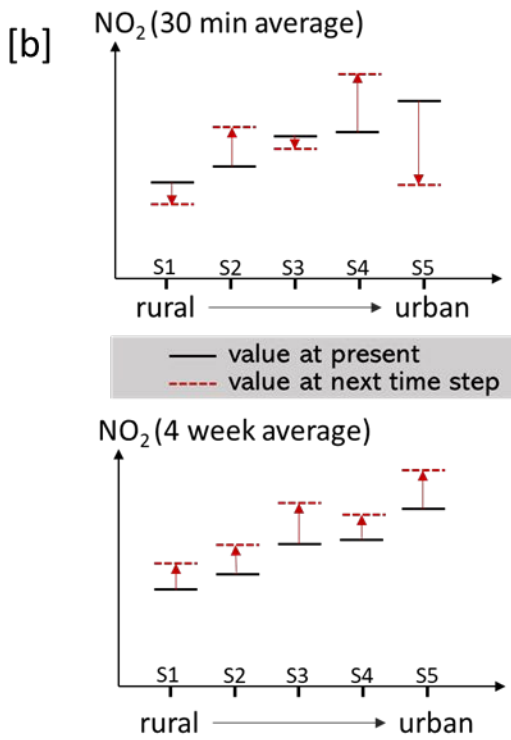 [b]
NO₂ (30 min average)
S1 S2 S3 S4 S5
rural urban
value at present
value at next time step
NO₂ (4 week average)
S1 S2 S3 S4 S5
rural urban